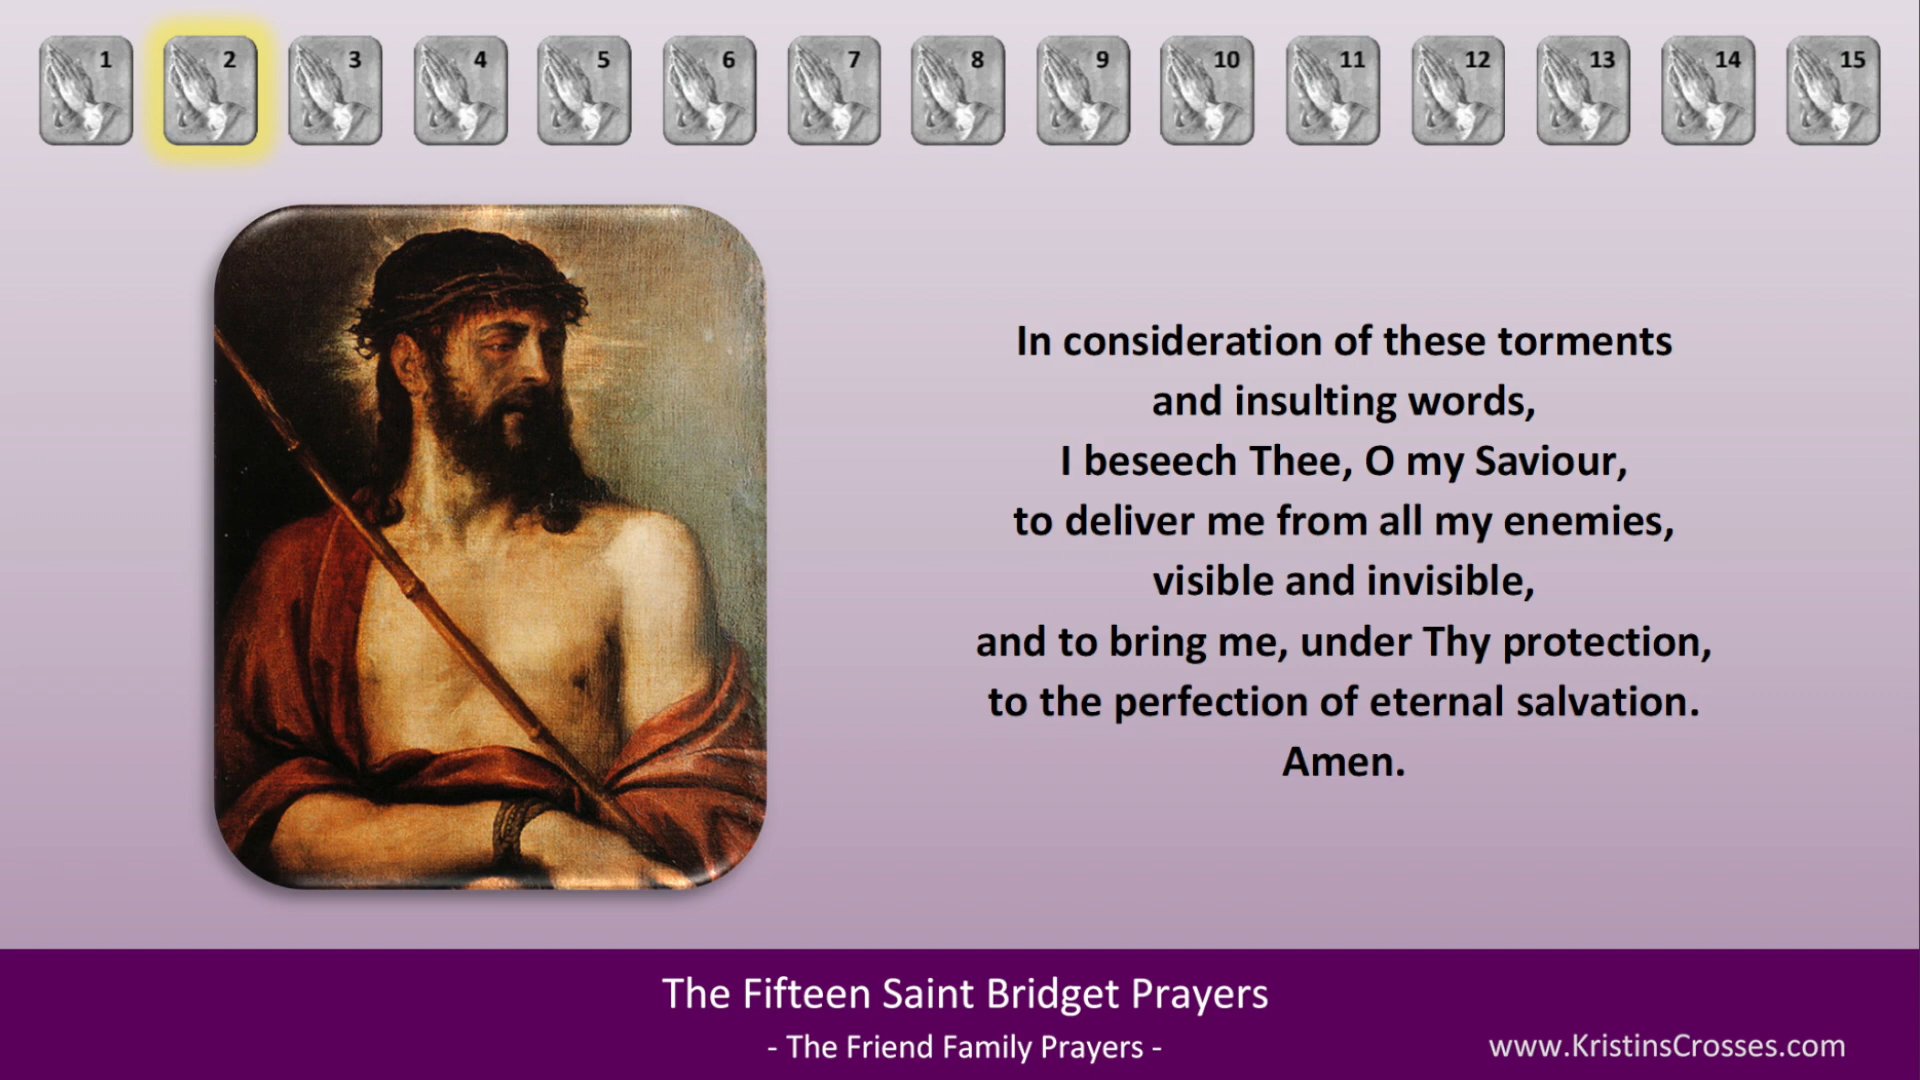 1 2 3 4 5 6 7 8 9 10 11 12 13 14 15
In consideration of these torments
and insulting words,
I beseech Thee, O my Saviour,
to deliver me from all my enemies,
visible and invisible,
and to bring me, under Thy protection,
to the perfection of eternal salvation.
Amen.
The Fifteen Saint Bridget Prayers
- The Friend Family Prayers -
www.KristinsCrosses.com